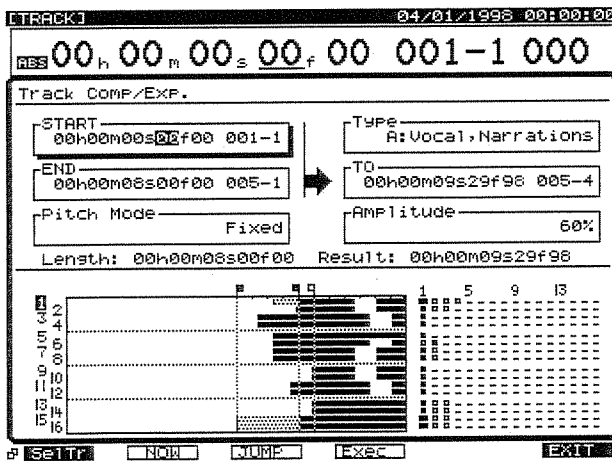 [TRACK] 04/01/1998 00:00:00
ABS 00h 00m 00s 00f 00 001-1 000
Track Comp/Exp.
START
00h00m00s00f00 001-1
Type
A:Vocal,Narrations
END
00h00m08s00f00 005-1
TO
00h00m09s29f98 005-4
Pitch Mode
Fixed
Amplitude
60%
Length: 00h00m08s00f00 Result: 00h00m09s29f98
1 5 9 13
1
2
3
4
5
6
7
8
9
10
11
12
13
14
15
16
SelTr NOW JUMP Exec EXIT